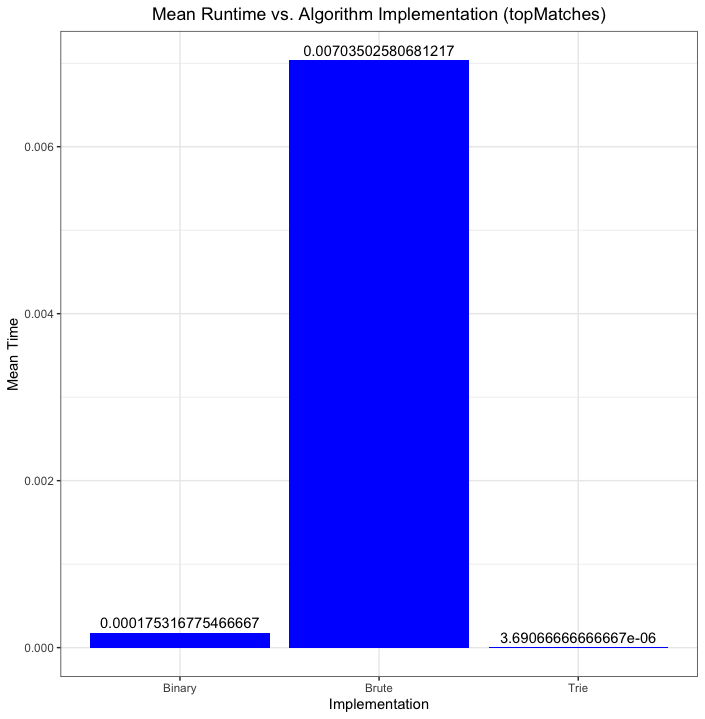 Mean Runtime vs. Algorithm Implementation (topMatches)
0.00703502580681217
0.006
0.004
Mean Time
0.002
0.000175316775466667
3.69066666666667e-06
0.000
Binary
Brute
Trie
Implementation